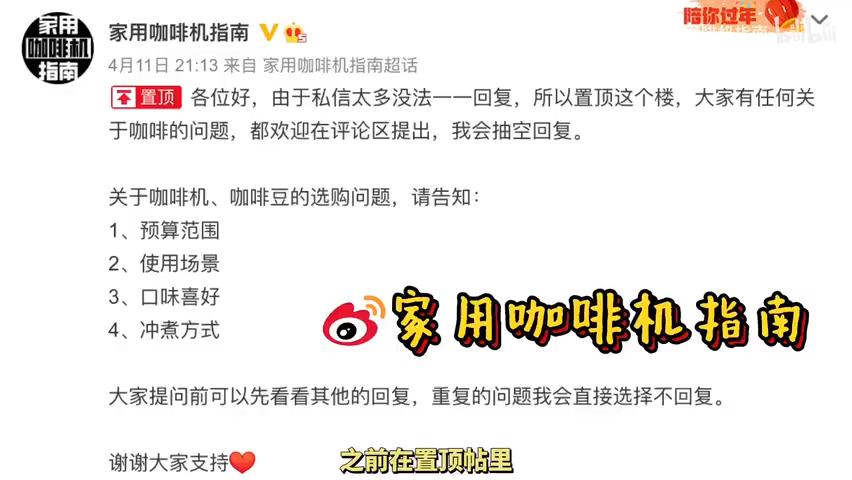 陪你过年
家用咖啡机指南
bilibili
家用
咖啡机
指南
家用咖啡机指南
4月11日 21:13 来自 家用咖啡机指南超话
置顶 各位好，由于私信太多没法一一回复，所以置顶这个楼，大家有任何关
于咖啡的问题，都欢迎在评论区提出，我会抽空回复。
关于咖啡机、咖啡豆的选购问题，请告知：
1、预算范围
2、使用场景
3、口味喜好
4、冲煮方式
家用咖啡机指南
大家提问前可以先看看其他的回复，重复的问题我会直接选择不回复。
谢谢大家支持
之前在置顶帖里